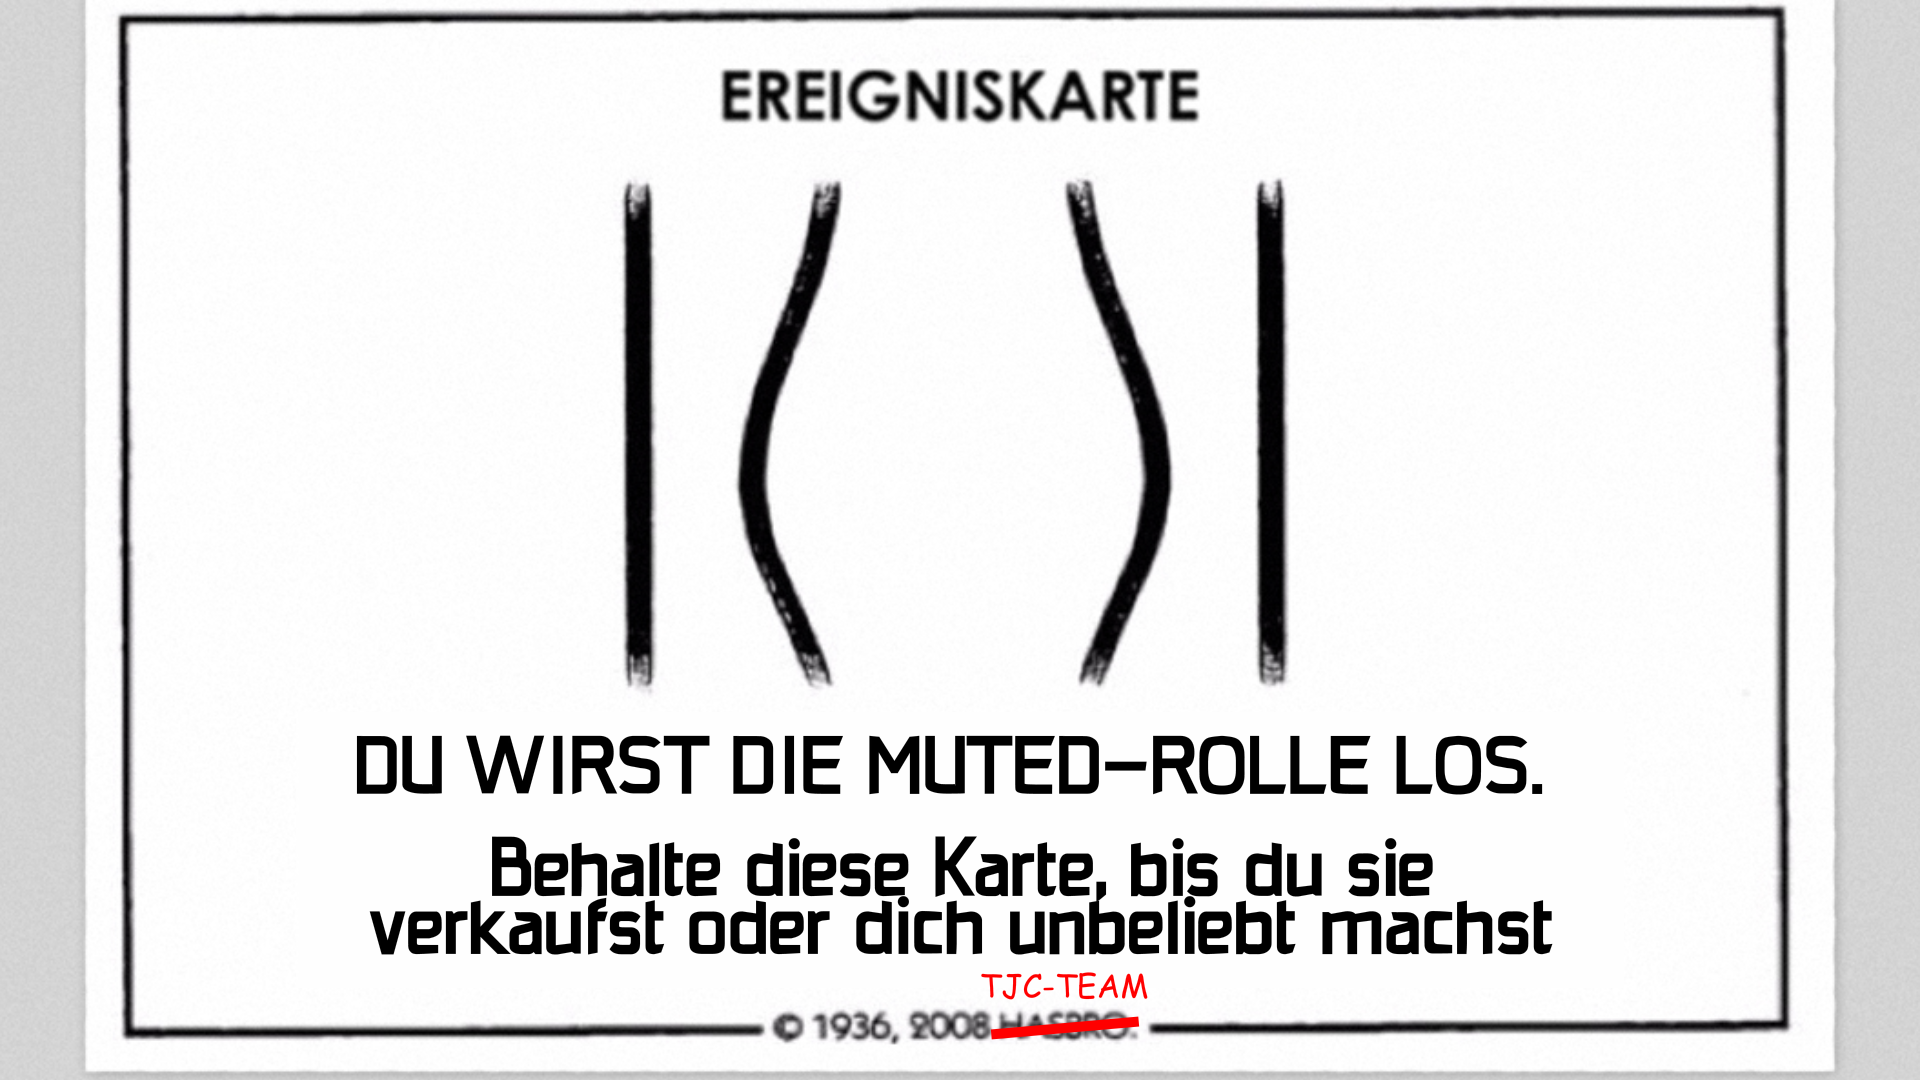 EREIGNISKARTE
DU WIRST DIE MUTED-ROLLE LOS.
Behalte diese Karte, bis du sie
verkaufst oder dich unbeliebt machst
TJC-TEAM
© 1936, 2008 HASBRO.